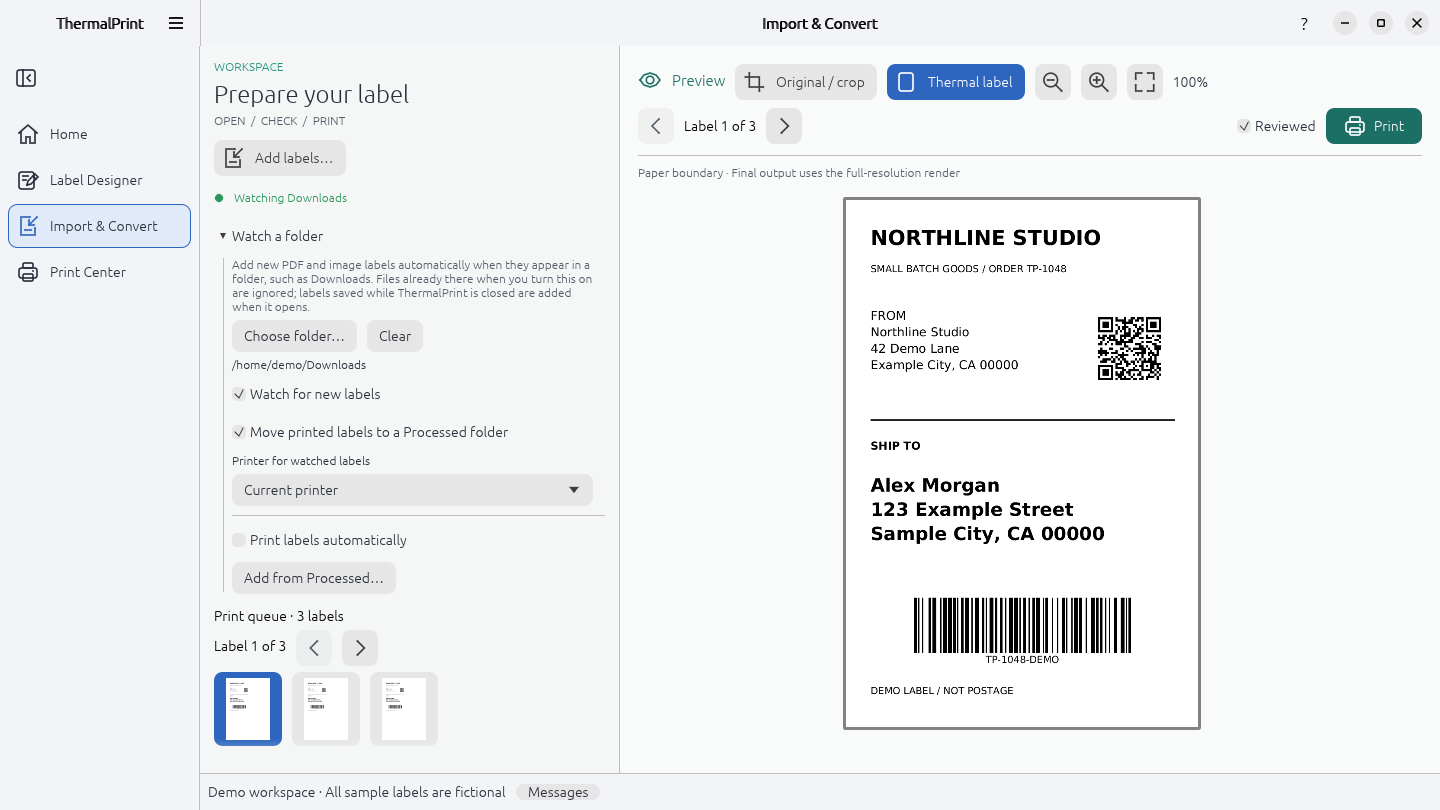 ThermalPrint
Import & Convert
?
Home
Label Designer
Import & Convert
Print Center
WORKSPACE
Prepare your label
OPEN / CHECK / PRINT
Add labels...
Watching Downloads
Watch a folder
Add new PDF and image labels automatically when they appear in a
folder, such as Downloads. Files already there when you turn this on
are ignored; labels saved while ThermalPrint is closed are added
when it opens.
Choose folder...
Clear
/home/demo/Downloads
Watch for new labels
Move printed labels to a Processed folder
Printer for watched labels
Current printer
Print labels automatically
Add from Processed...
Print queue · 3 labels
Label 1 of 3
Preview
Original / crop
Thermal label
100%
Label 1 of 3
Reviewed
Print
Paper boundary · Final output uses the full-resolution render
NORTHLINE STUDIO
SMALL BATCH GOODS / ORDER TP-1048
FROM
Northline Studio
42 Demo Lane
Example City, CA 00000
SHIP TO
Alex Morgan
123 Example Street
Sample City, CA 00000
TP-1048-DEMO
DEMO LABEL / NOT POSTAGE
Demo workspace · All sample labels are fictional
Messages